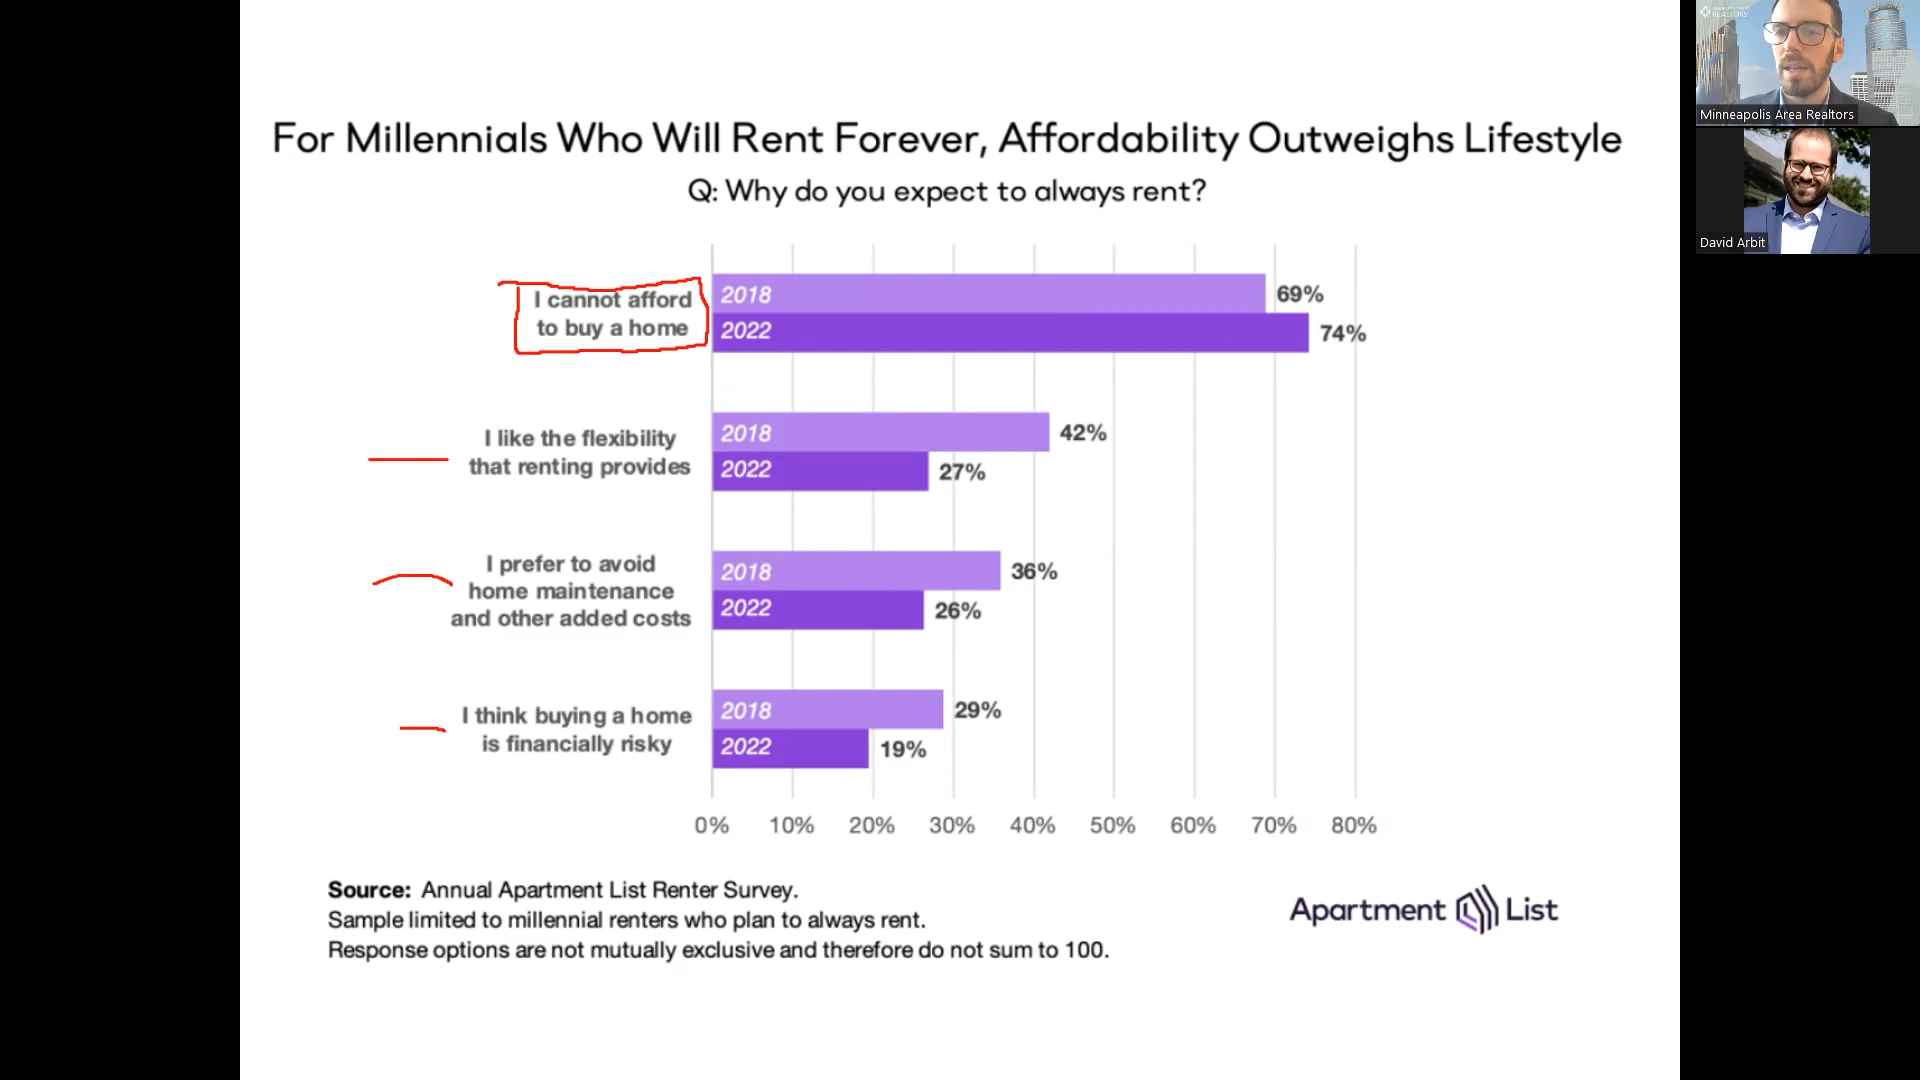 For Millennials Who Will Rent Forever, Affordability Outweighs Lifestyle
Q: Why do you expect to always rent?
I cannot afford
to buy a home
2018
69%
2022
74%
I like the flexibility
that renting provides
2018
42%
2022
27%
I prefer to avoid
home maintenance
and other added costs
2018
36%
2022
26%
I think buying a home
is financially risky
2018
29%
2022
19%
0% 10% 20% 30% 40% 50% 60% 70% 80%
Source: Annual Apartment List Renter Survey.
Sample limited to millennial renters who plan to always rent.
Response options are not mutually exclusive and therefore do not sum to 100.
Apartment List
REALTORS
Minneapolis Area Realtors
David Arbit